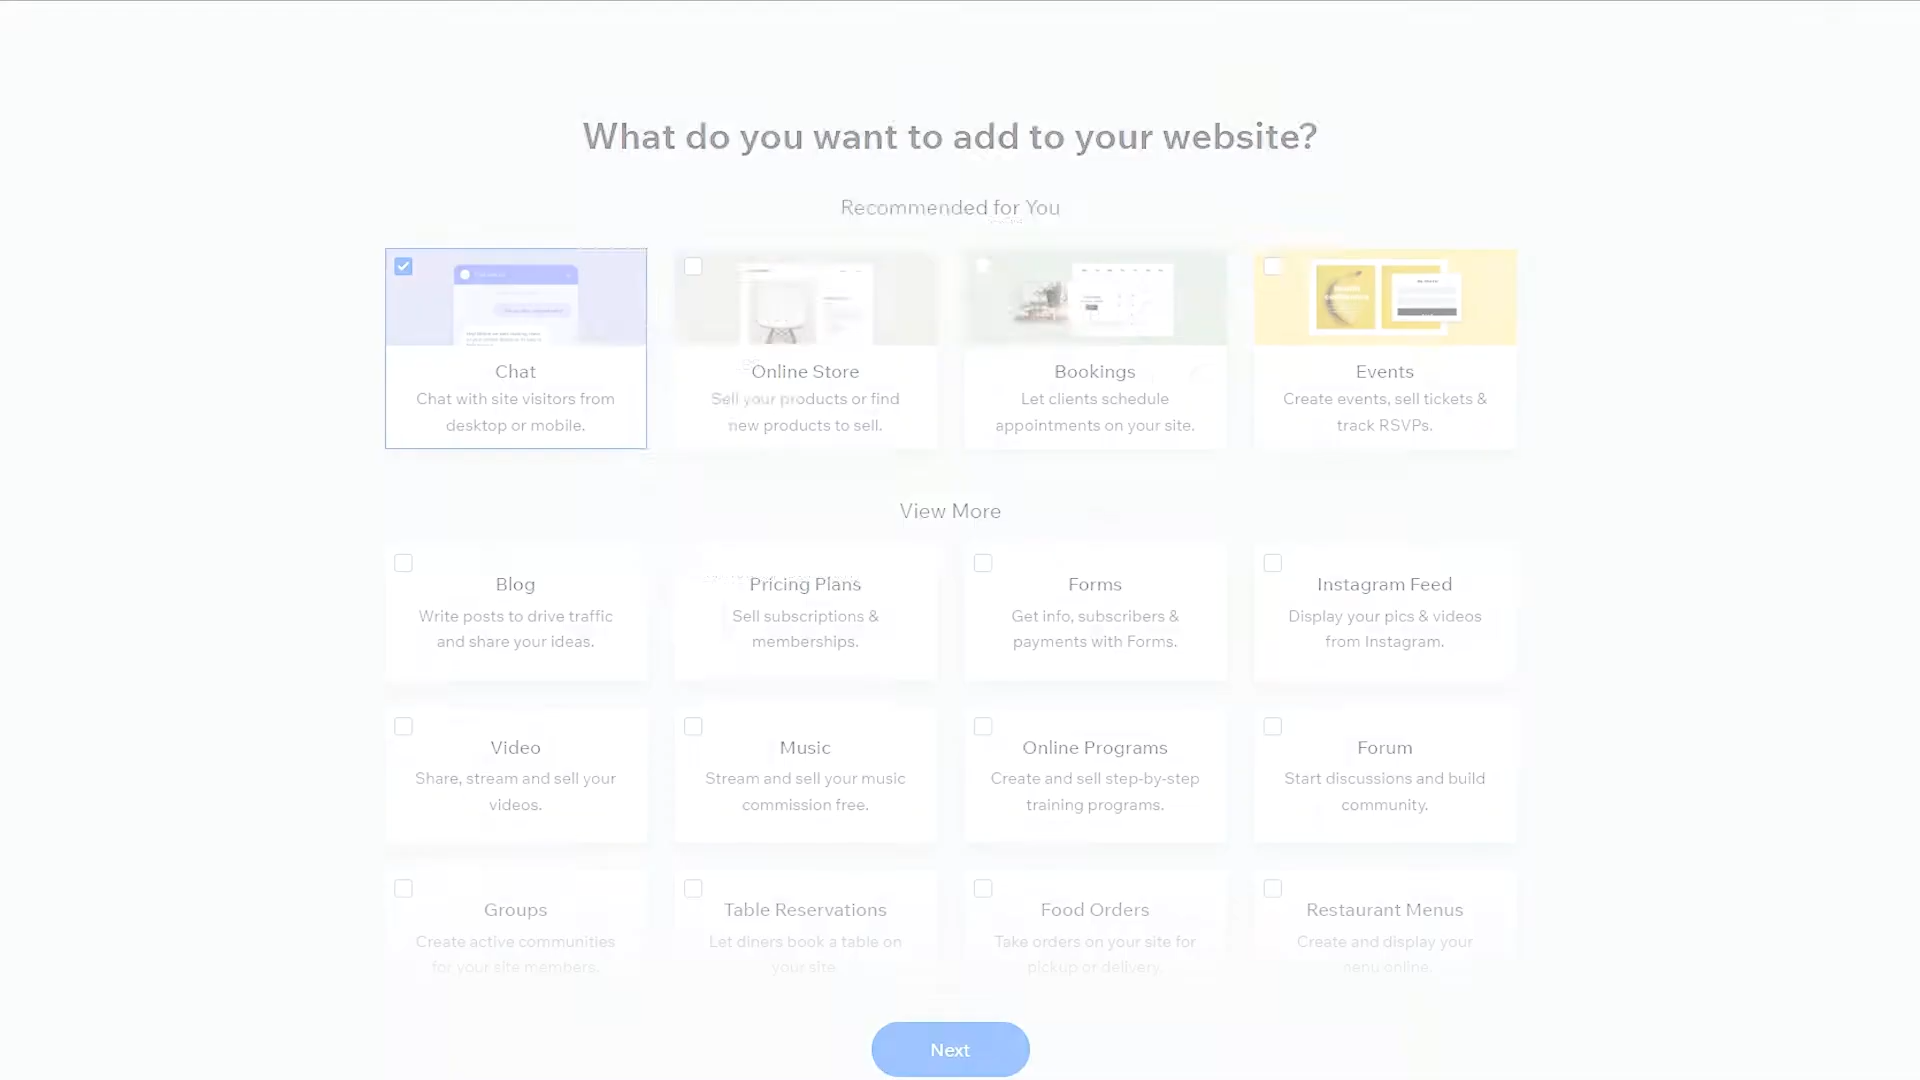 What do you want to add to your website?
Recommended for You
Chat
Chat with site visitors from
desktop or mobile.
Online Store
Sell your products or find
new products to sell.
Bookings
Let clients schedule
appointments on your site.
Events
Create events, sell tickets &
track RSVPs.
View More
Blog
Write posts to drive traffic
and share your ideas.
Pricing Plans
Sell subscriptions &
memberships.
Forms
Get info, subscribers &
payments with Forms.
Instagram Feed
Display your pics & videos
from Instagram.
Video
Share, stream and sell your
videos.
Music
Stream and sell your music
commission free.
Online Programs
Create and sell step-by-step
training programs.
Forum
Start discussions and build
community.
Groups
Create active communities
for your site members.
Table Reservations
Let diners book a table on
your site.
Food Orders
Take orders on your site for
pickup or delivery.
Restaurant Menus
Create and display your
menu online.
Next